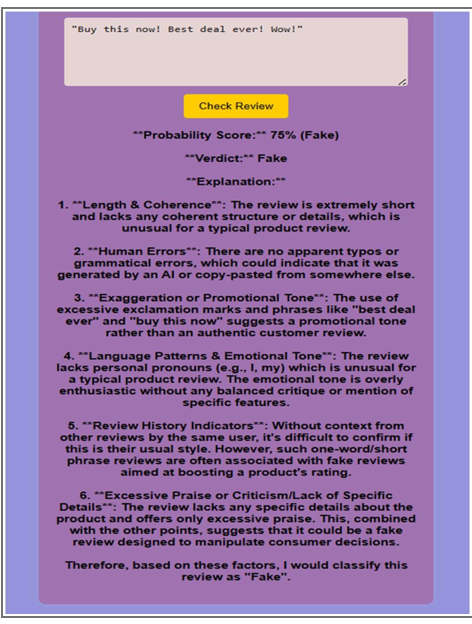 "Buy this now! Best deal ever! Wow!"
Check Review
**Probability Score:** 75% (Fake)
**Verdict:** Fake
**Explanation:**
1. **Length & Coherence**: The review is extremely short
and lacks any coherent structure or details, which is
unusual for a typical product review.
2. **Human Errors**: There are no apparent typos or
grammatical errors, which could indicate that it was
generated by an AI or copy-pasted from somewhere else.
3. **Exaggeration or Promotional Tone**: The use of
excessive exclamation marks and phrases like "best deal
ever" and "buy this now" suggests a promotional tone
rather than an authentic customer review.
4. **Language Patterns & Emotional Tone**: The review
lacks personal pronouns (e.g., I, my) which is unusual for
a typical product review. The emotional tone is overly
enthusiastic without any balanced critique or mention of
specific features.
5. **Review History Indicators**: Without context from
other reviews by the same user, it's difficult to confirm if
this is their usual style. However, such one-word/short
phrase reviews are often associated with fake reviews
aimed at boosting a product's rating.
6. **Excessive Praise or Criticism/Lack of Specific
Details**: The review lacks any specific details about the
product and offers only excessive praise. This, combined
with the other points, suggests that it could be a fake
review designed to manipulate consumer decisions.
Therefore, based on these factors, I would classify this
review as "Fake".